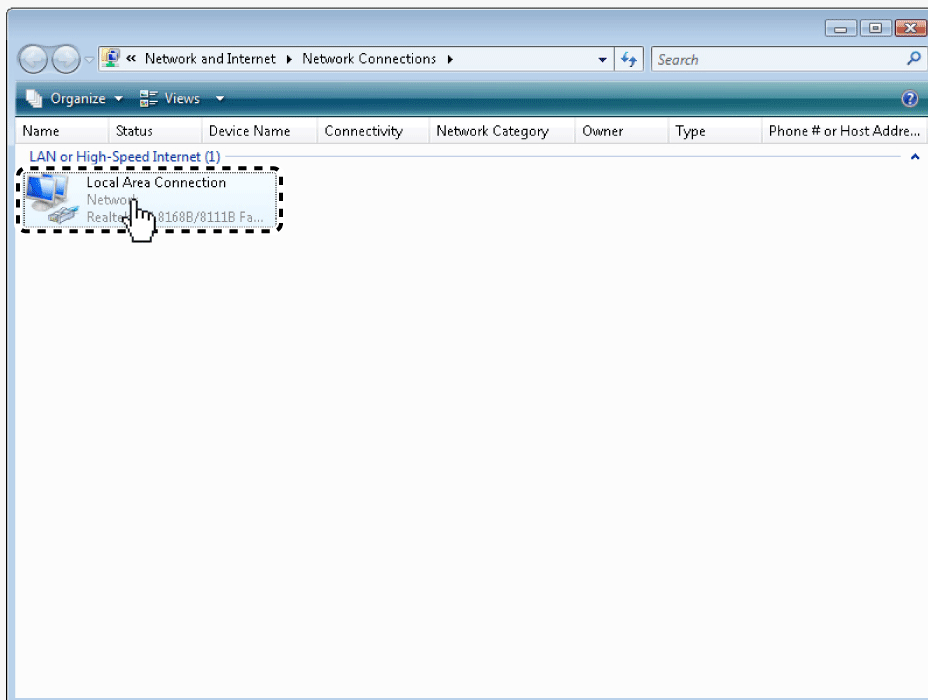 « Network and Internet Network Connections Search
Organize Views
Name Status Device Name Connectivity Network Category Owner Type Phone # or Host Addre...
LAN or High-Speed Internet (1)
Local Area Connection
Network
8168B/8111B Fa...